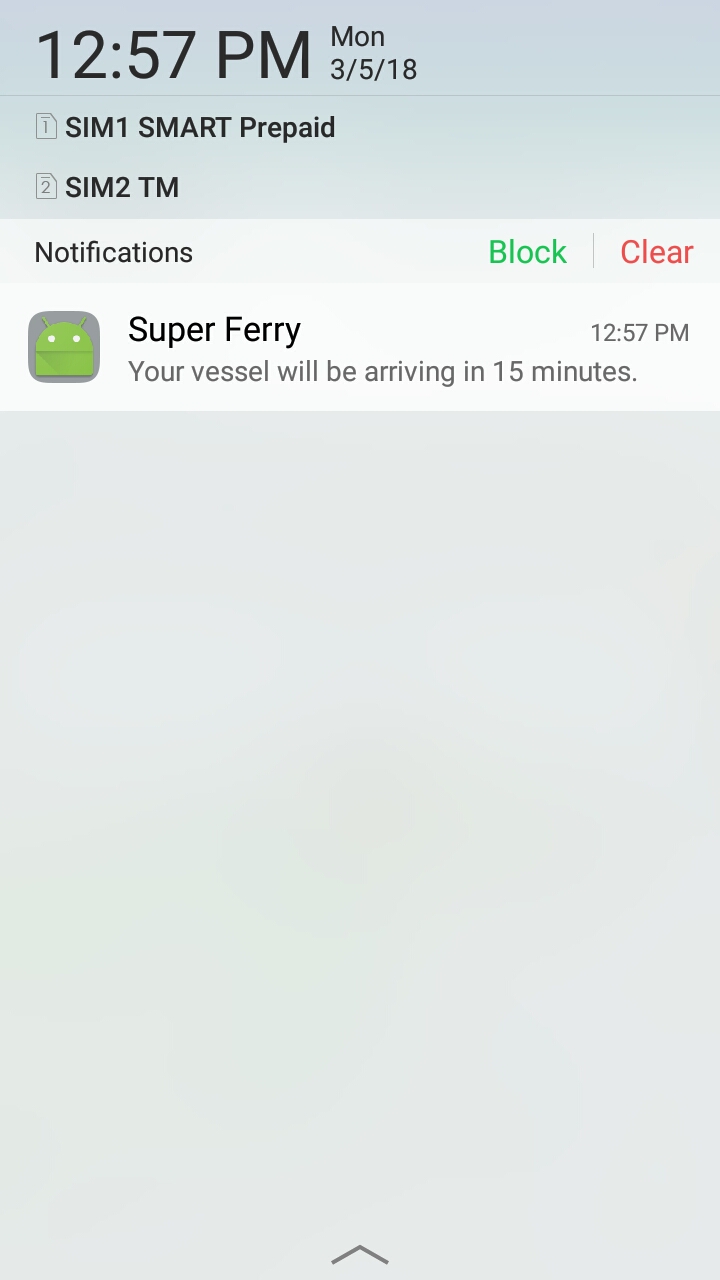 12:57 PM Mon
3/5/18
1 SIM1 SMART Prepaid
2 SIM2 TM
Notifications Block Clear
Super Ferry 12:57 PM
Your vessel will be arriving in 15 minutes.